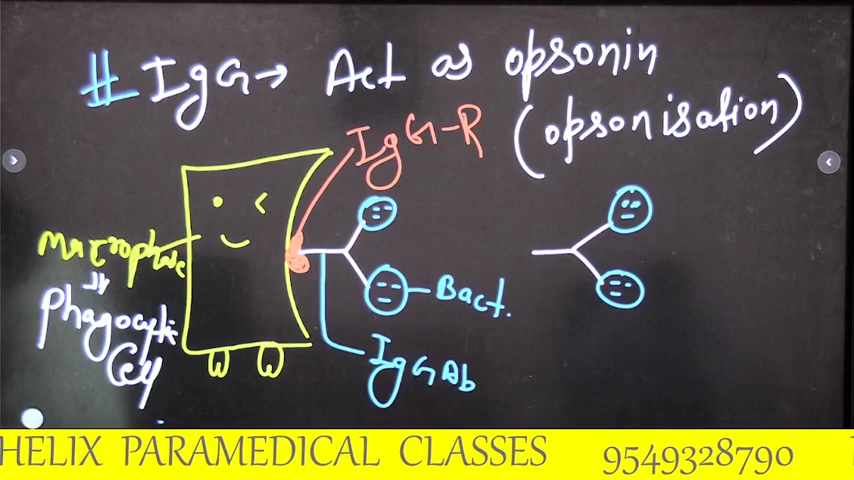 # IgG→ Act as opsonin
(opsonisation)
IgG-R
Macrophage
Phagocytic
Cell
Bact.
IgG Ab
HELIX PARAMEDICAL CLASSES 9549328790